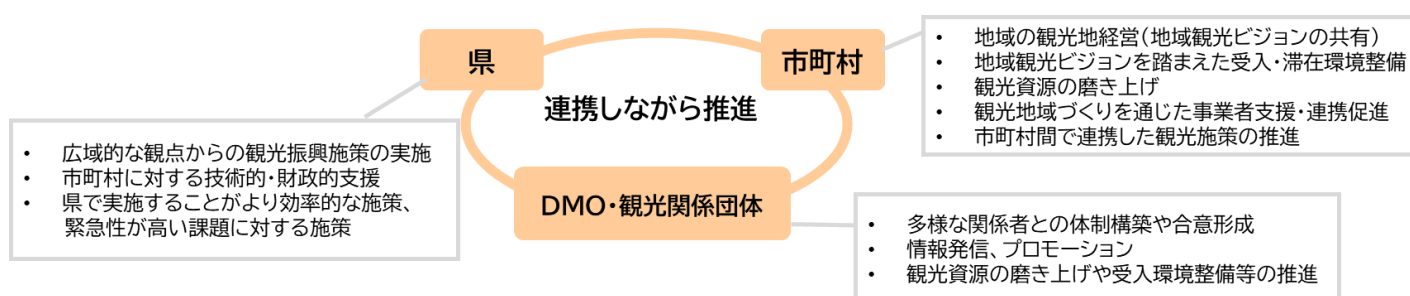 県
市町村
連携しながら推進
DMO・観光関係団体
• 地域の観光地経営(地域観光ビジョンの共有)
• 地域観光ビジョンを踏まえた受入・滞在環境整備
• 観光資源の磨き上げ
• 観光地域づくりを通じた事業者支援・連携促進
• 市町村間で連携した観光施策の推進
• 広域的な観点からの観光振興施策の実施
• 市町村に対する技術的・財政的支援
• 県で実施することがより効率的な施策、
緊急性が高い課題に対する施策
• 多様な関係者との体制構築や合意形成
• 情報発信、プロモーション
• 観光資源の磨き上げや受入環境整備等の推進